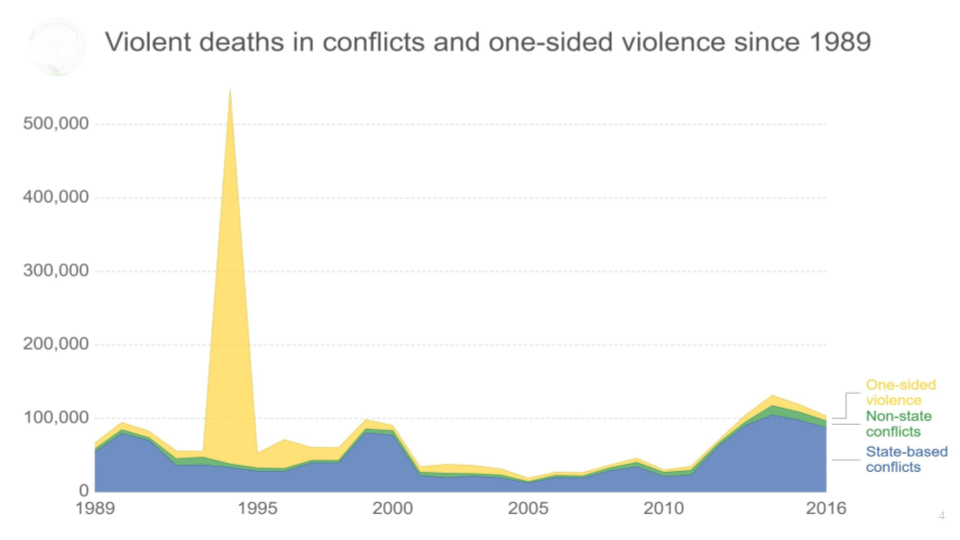 Violent deaths in conflicts and one-sided violence since 1989
500,000
400,000
300,000
200,000
100,000
0
1989
1995
2000
2005
2010
2016
One-sided
violence
Non-state
conflicts
State-based
conflicts
4